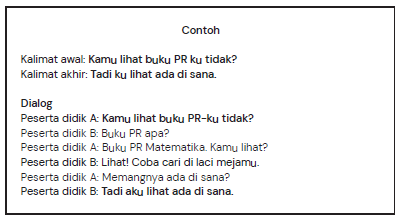 Contoh
Kalimat awal: Kamu lihat buku PR ku tidak?
Kalimat akhir: Tadi ku lihat ada di sana.
Dialog
Peserta didik A: Kamu lihat buku PR-ku tidak?
Peserta didik B: Buku PR apa?
Peserta didik A: Buku PR Matematika. Kamu lihat?
Peserta didik B: Lihat! Coba cari di laci mejamu.
Peserta didik A: Memangnya ada di sana?
Peserta didik B: Tadi aku lihat ada di sana.